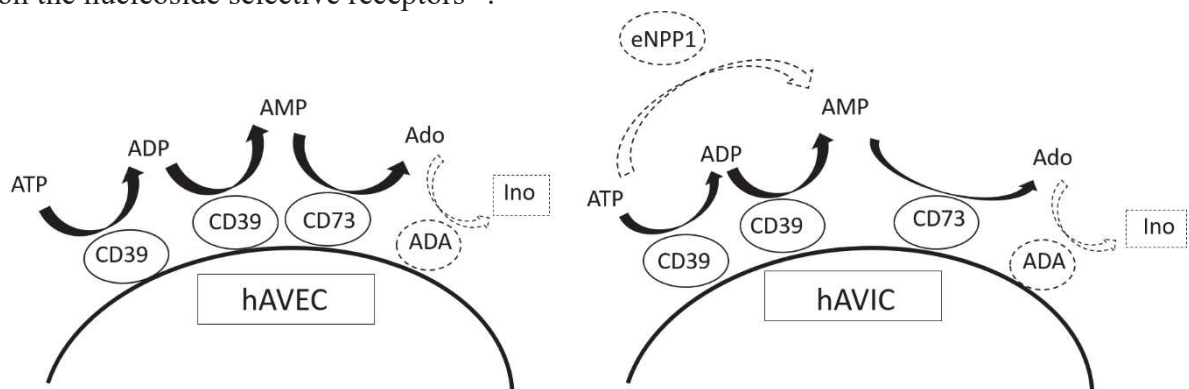 on the nucleoside selective receptors
eNPP1
AMP
Ado
ADP
ATP
Ino
CD39
CD73
CD39
ADA
hAVEC
AMP
ADP
Ado
ATP
Ino
CD39
CD73
CD39
ADA
hAVIC